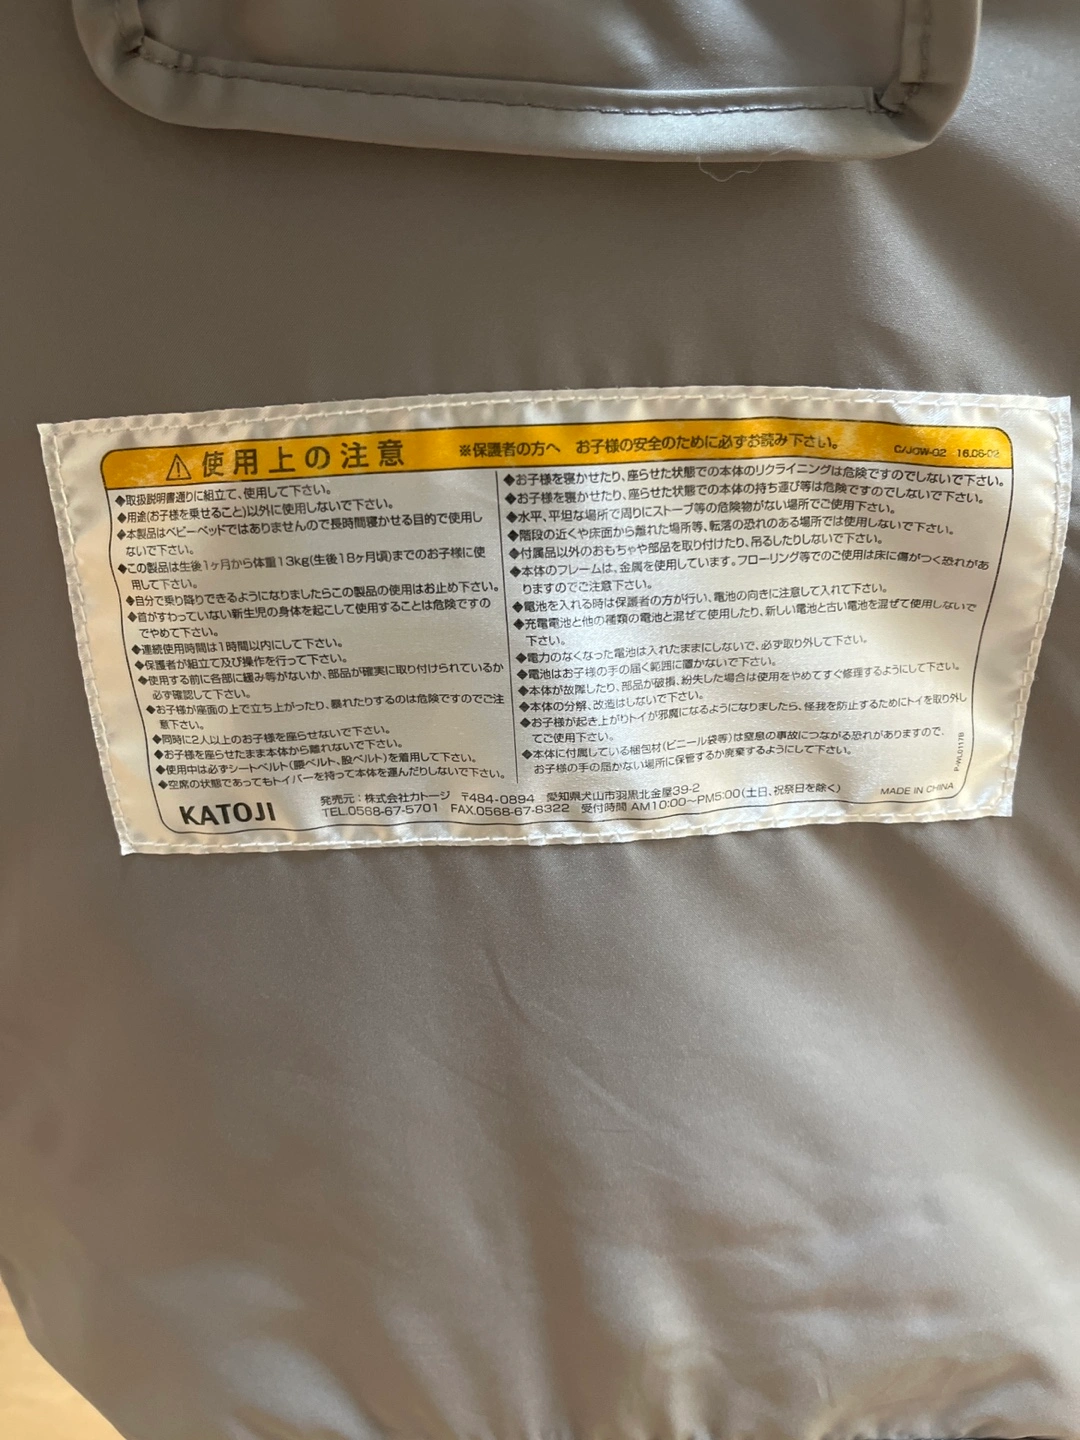 使用上の注意 ※保護者の方へ お子様の安全のために必ずお読み下さい。 C/JOW-02 16.06-02
◆取扱説明書通りに組立て、使用して下さい。
◆用途(お子様を乗せること)以外に使用しないで下さい。
◆本製品はベビーベッドではありませんので長時間寝かせる目的で使用し
ないで下さい。
◆この製品は生後1ヶ月から体重13kg(生後18ヶ月頃)までのお子様に使
用して下さい。
◆自分で乗り降りできるようになりましたらこの製品の使用はお止め下さい。
◆首がすわっていない新生児の身体を起こして使用することは危険ですの
でやめて下さい。
◆連続使用時間は1時間以内にして下さい。
◆保護者が組立て及び操作を行って下さい。
◆使用する前に各部に緩み等がないか、部品が確実に取り付けられているか
必ず確認して下さい。
◆お子様が座面の上で立ち上がったり、暴れたりするのは危険ですのでご注
意下さい。
◆同時に2人以上のお子様を座らせないで下さい。
◆お子様を座らせたまま本体から離れないで下さい。
◆使用中は必ずシートベルト(腰ベルト、股ベルト)を着用して下さい。
◆空席の状態であってもトイバーを持って本体を運んだりしないで下さい。
◆お子様を寝かせたり、座らせた状態での本体のリクライニングは危険ですのでしないで下さい。
◆お子様を寝かせたり、座らせた状態での本体の持ち運び等は危険ですのでしないで下さい。
◆水平、平坦な場所で周りにストーブ等の危険物がない場所でご使用下さい。
◆階段の近くや床面から離れた場所等、転落の恐れのある場所では使用しないで下さい。
◆付属品以外のおもちゃや部品を取り付けたり、吊るしたりしないで下さい。
◆本体のフレームは、金属を使用しています。フローリング等でのご使用は床に傷がつく恐れがあ
りますのでご注意下さい。
◆電池を入れる時は保護者の方が行い、電池の向きに注意して入れて下さい。
◆充電電池と他の種類の電池と混ぜて使用したり、新しい電池と古い電池を混ぜて使用しないで
下さい。
◆電力のなくなった電池は入れたままにしないで、必ず取り外して下さい。
◆電池はお子様の手の届く範囲に置かないで下さい。
◆本体が故障したり、部品が破損、紛失した場合は使用をやめてすぐ修理するようにして下さい。
◆本体の分解、改造はしないで下さい。
◆お子様が起き上がりトイが邪魔になるようになりましたら、怪我を防止するためにトイを取り外し
てご使用下さい。
◆本体に付属している梱包材(ビニール袋等)は窒息の事故につながる恐れがありますので、
お子様の手の届かない場所に保管するか廃棄するようにして下さい。
P-WL0117B
KATOJI
発売元:株式会社カトージ 〒484-0894 愛知県犬山市羽黒北金屋39-2
TEL.0568-67-5701 FAX.0568-67-8322 受付時間 AM10:00～PM5:00(土日、祝祭日を除く)
MADE IN CHINA